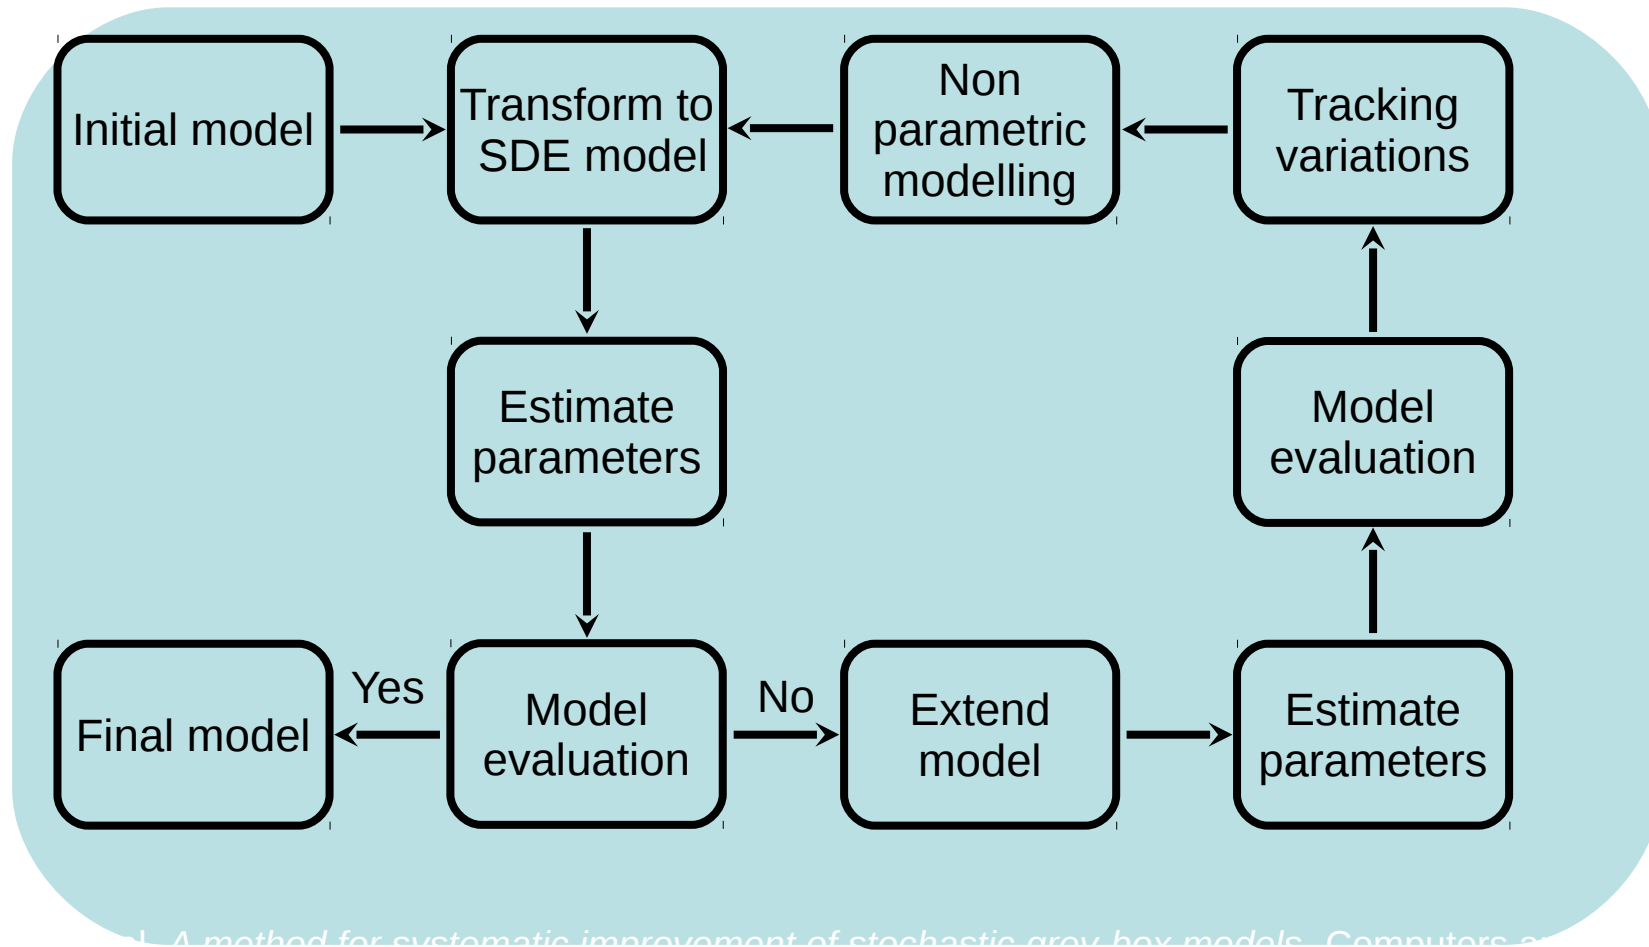 Initial model
Transform to
SDE model
Non
parametric
modelling
Tracking
variations
Estimate
parameters
Model
evaluation
Final model
Yes
Model
evaluation
No
Extend
model
Estimate
parameters
A method for systematic improvement of stochastic grey-box models. Computers